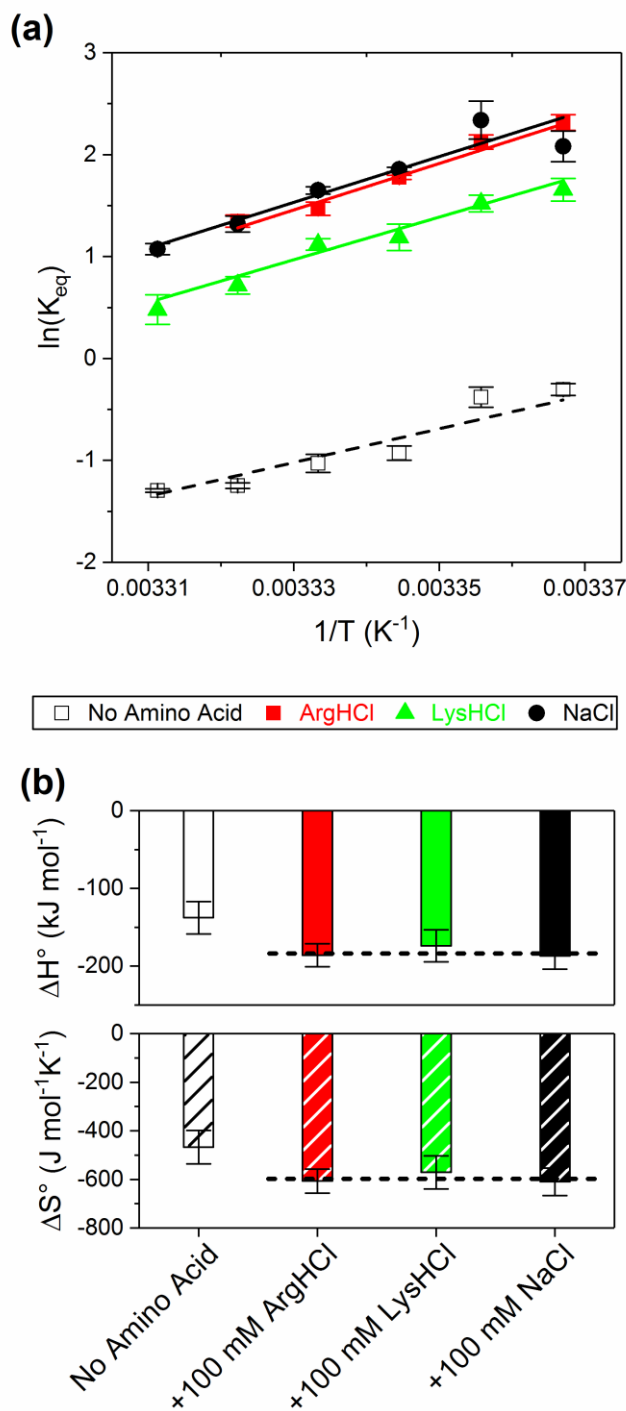 (a)
3
2
1
0
-1
-2
ln(Keq)
0.00331 0.00333 0.00335 0.00337
1/T (K⁻¹)
No Amino Acid ArgHCl LysHCl NaCl
(b)
0
-100
-200
ΔH° (kJ mol⁻¹)
0
-200
-400
-600
-800
ΔS° (J mol⁻¹K⁻¹)
No Amino Acid
+100 mM ArgHCl
+100 mM LysHCl
+100 mM NaCl